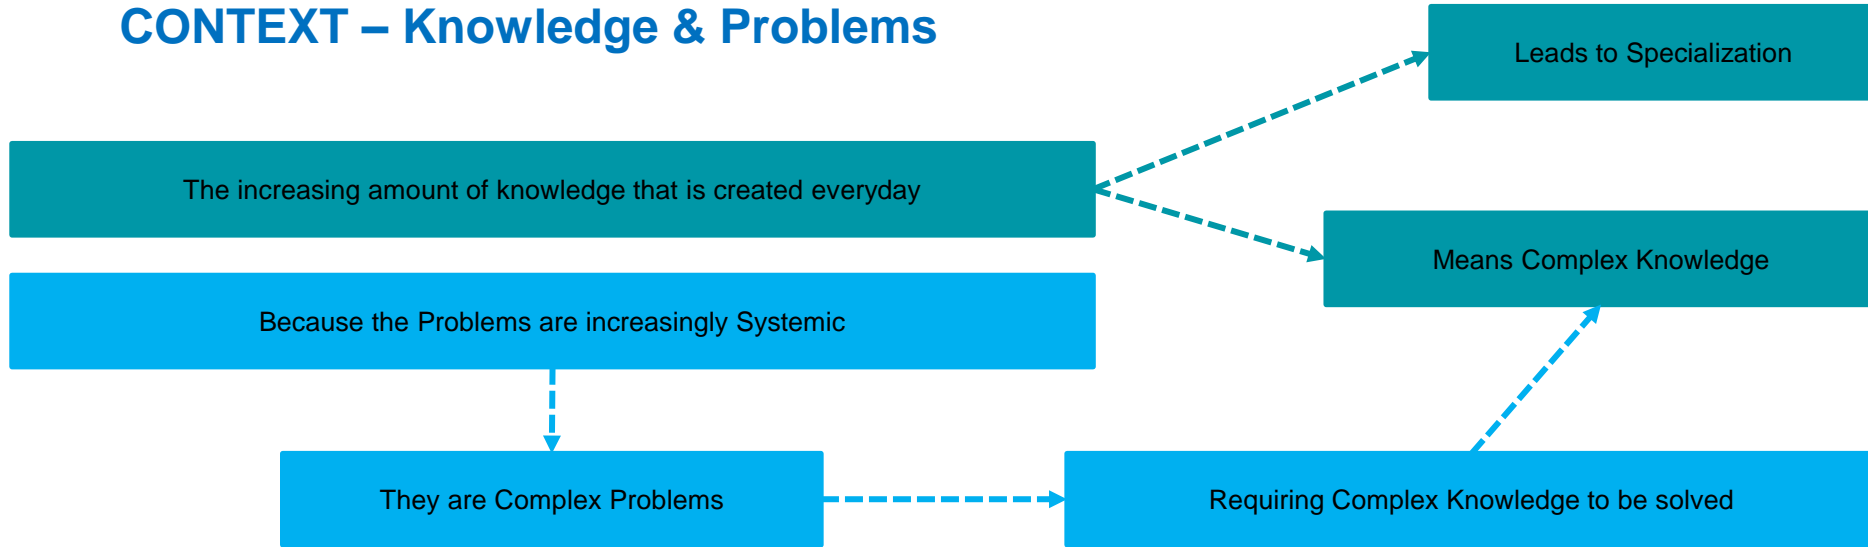 CONTEXT – Knowledge & Problems
Leads to Specialization
The increasing amount of knowledge that is created everyday
Means Complex Knowledge
Because the Problems are increasingly Systemic
They are Complex Problems
Requiring Complex Knowledge to be solved